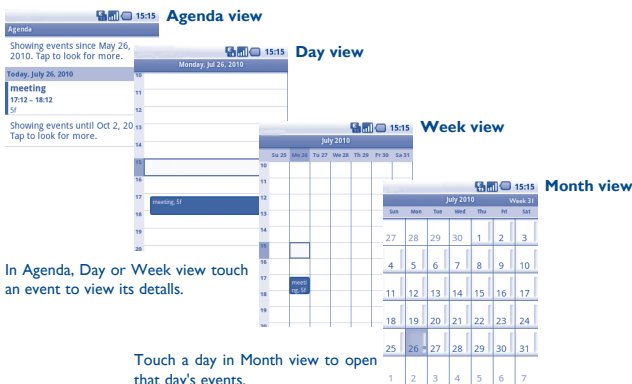 15:15 Agenda view
Agenda
Showing events since May 26,
2010. Tap to look for more.
Today, July 26, 2010
meeting
17:12 – 18:12
5f
Showing events until Oct 2, 20
Tap to look for more.
15:15 Day view
Monday, Jul 26, 2010
10
11
12
13
14
15
16
17
meeting, 5f
18
19
20
15:15 Week view
July 2010
Su 25 Mo 26 Tu 27 We 28 Th 29 Fr 30 Sa 31
10
11
12
13
14
15
16
17
meeti
ng, 5f
18
19
20
15:15 Month view
July 2010 Week 31
Sun Mon Tue Wed Thu Fri Sat
27 28 29 30 1 2 3
4 5 6 7 8 9 10
11 12 13 14 15 16 17
18 19 20 21 22 23 24
25 26 27 28 29 30 31
1 2 3 4 5 6 7
In Agenda, Day or Week view touch
an event to view its detalls.
Touch a day in Month view to open
that day's events.